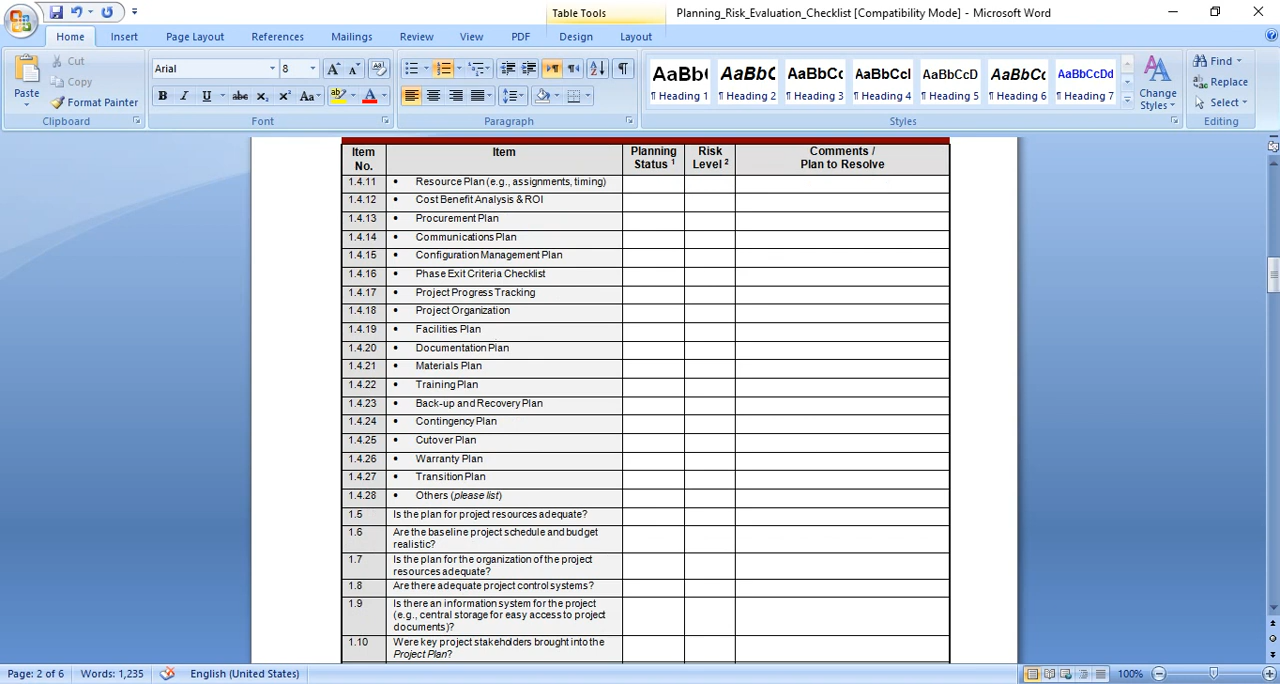 Table Tools
Planning_Risk_Evaluation_Checklist [Compatibility Mode] - Microsoft Word
Home Insert Page Layout References Mailings Review View PDF Design Layout
Paste
Cut
Copy
Format Painter
Clipboard
Arial 8
Font
Paragraph
AaBb( AaBbC AaBbCc AaBbCcI AaBbCcD AaBbCc AaBbCcDd
¶ Heading 1 ¶ Heading 2 ¶ Heading 3 ¶ Heading 4 ¶ Heading 5 ¶ Heading 6 ¶ Heading 7
Change Styles
Styles
Find
Replace
Select
Editing
Item No. Item Planning Status 1 Risk Level 2 Comments / Plan to Resolve
1.4.11 • Resource Plan (e.g., assignments, timing)
1.4.12 • Cost Benefit Analysis & ROI
1.4.13 • Procurement Plan
1.4.14 • Communications Plan
1.4.15 • Configuration Management Plan
1.4.16 • Phase Exit Criteria Checklist
1.4.17 • Project Progress Tracking
1.4.18 • Project Organization
1.4.19 • Facilities Plan
1.4.20 • Documentation Plan
1.4.21 • Materials Plan
1.4.22 • Training Plan
1.4.23 • Back-up and Recovery Plan
1.4.24 • Contingency Plan
1.4.25 • Cutover Plan
1.4.26 • Warranty Plan
1.4.27 • Transition Plan
1.4.28 • Others (please list)
1.5 Is the plan for project resources adequate?
1.6 Are the baseline project schedule and budget
realistic?
1.7 Is the plan for the organization of the project
resources adequate?
1.8 Are there adequate project control systems?
1.9 Is there an information system for the project
(e.g., central storage for easy access to project
documents)?
1.10 Were key project stakeholders brought into the
Project Plan?
Page: 2 of 6 Words: 1,235 English (United States) 100%